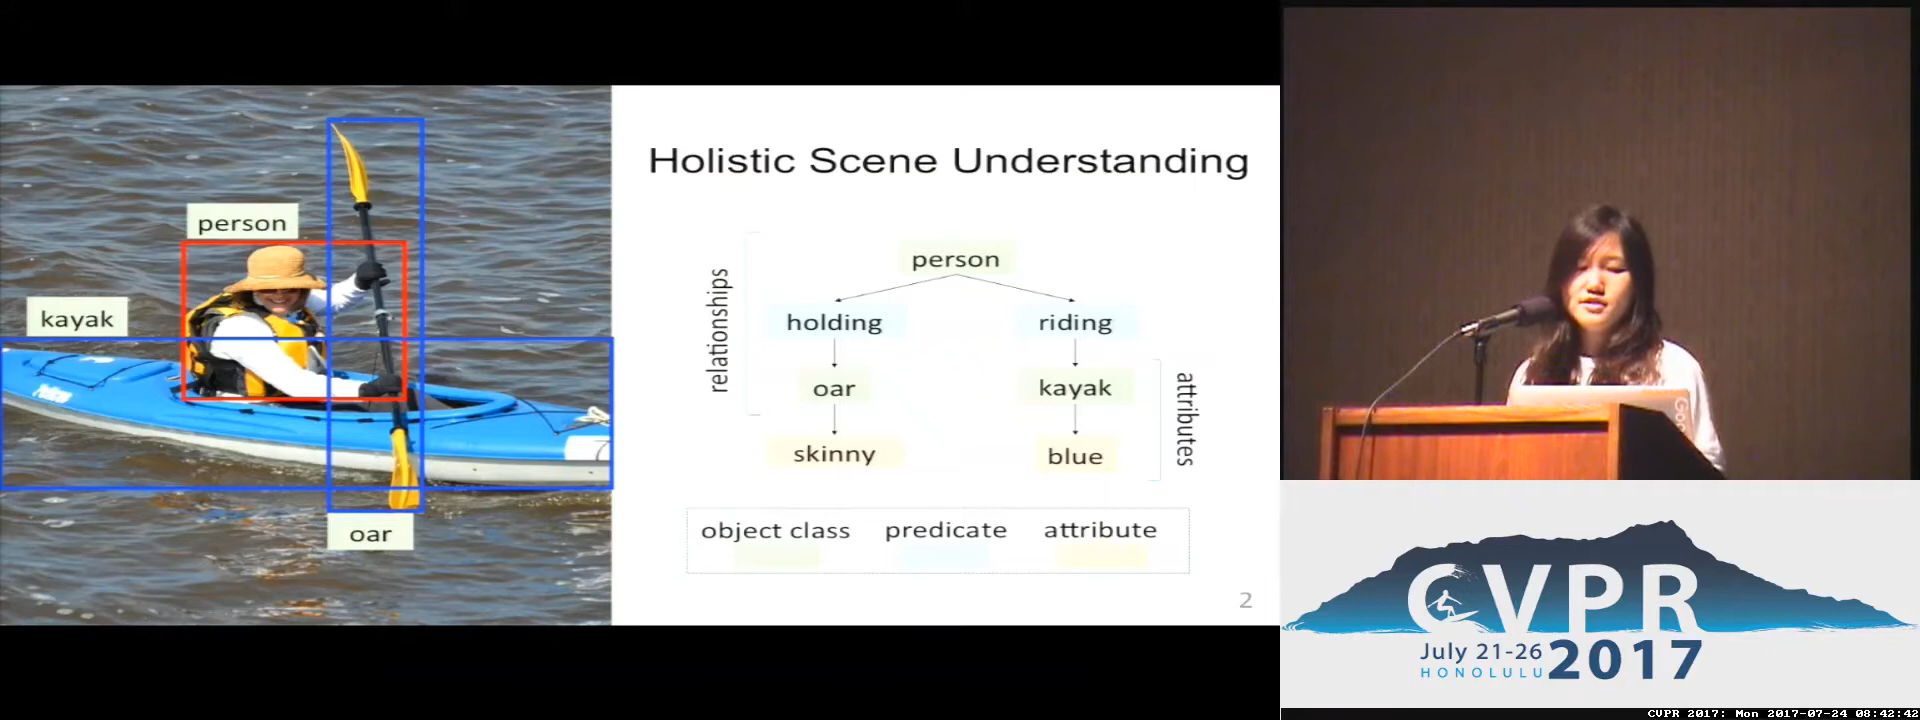 person
kayak
oar
Holistic Scene Understanding
relationships
person
holding
riding
oar
kayak
skinny
blue
attributes
object class predicate attribute
2
CVPR
July 21-26
HONOLULU
2017
CVPR 2017: Mon 2017-07-24 08:42:42